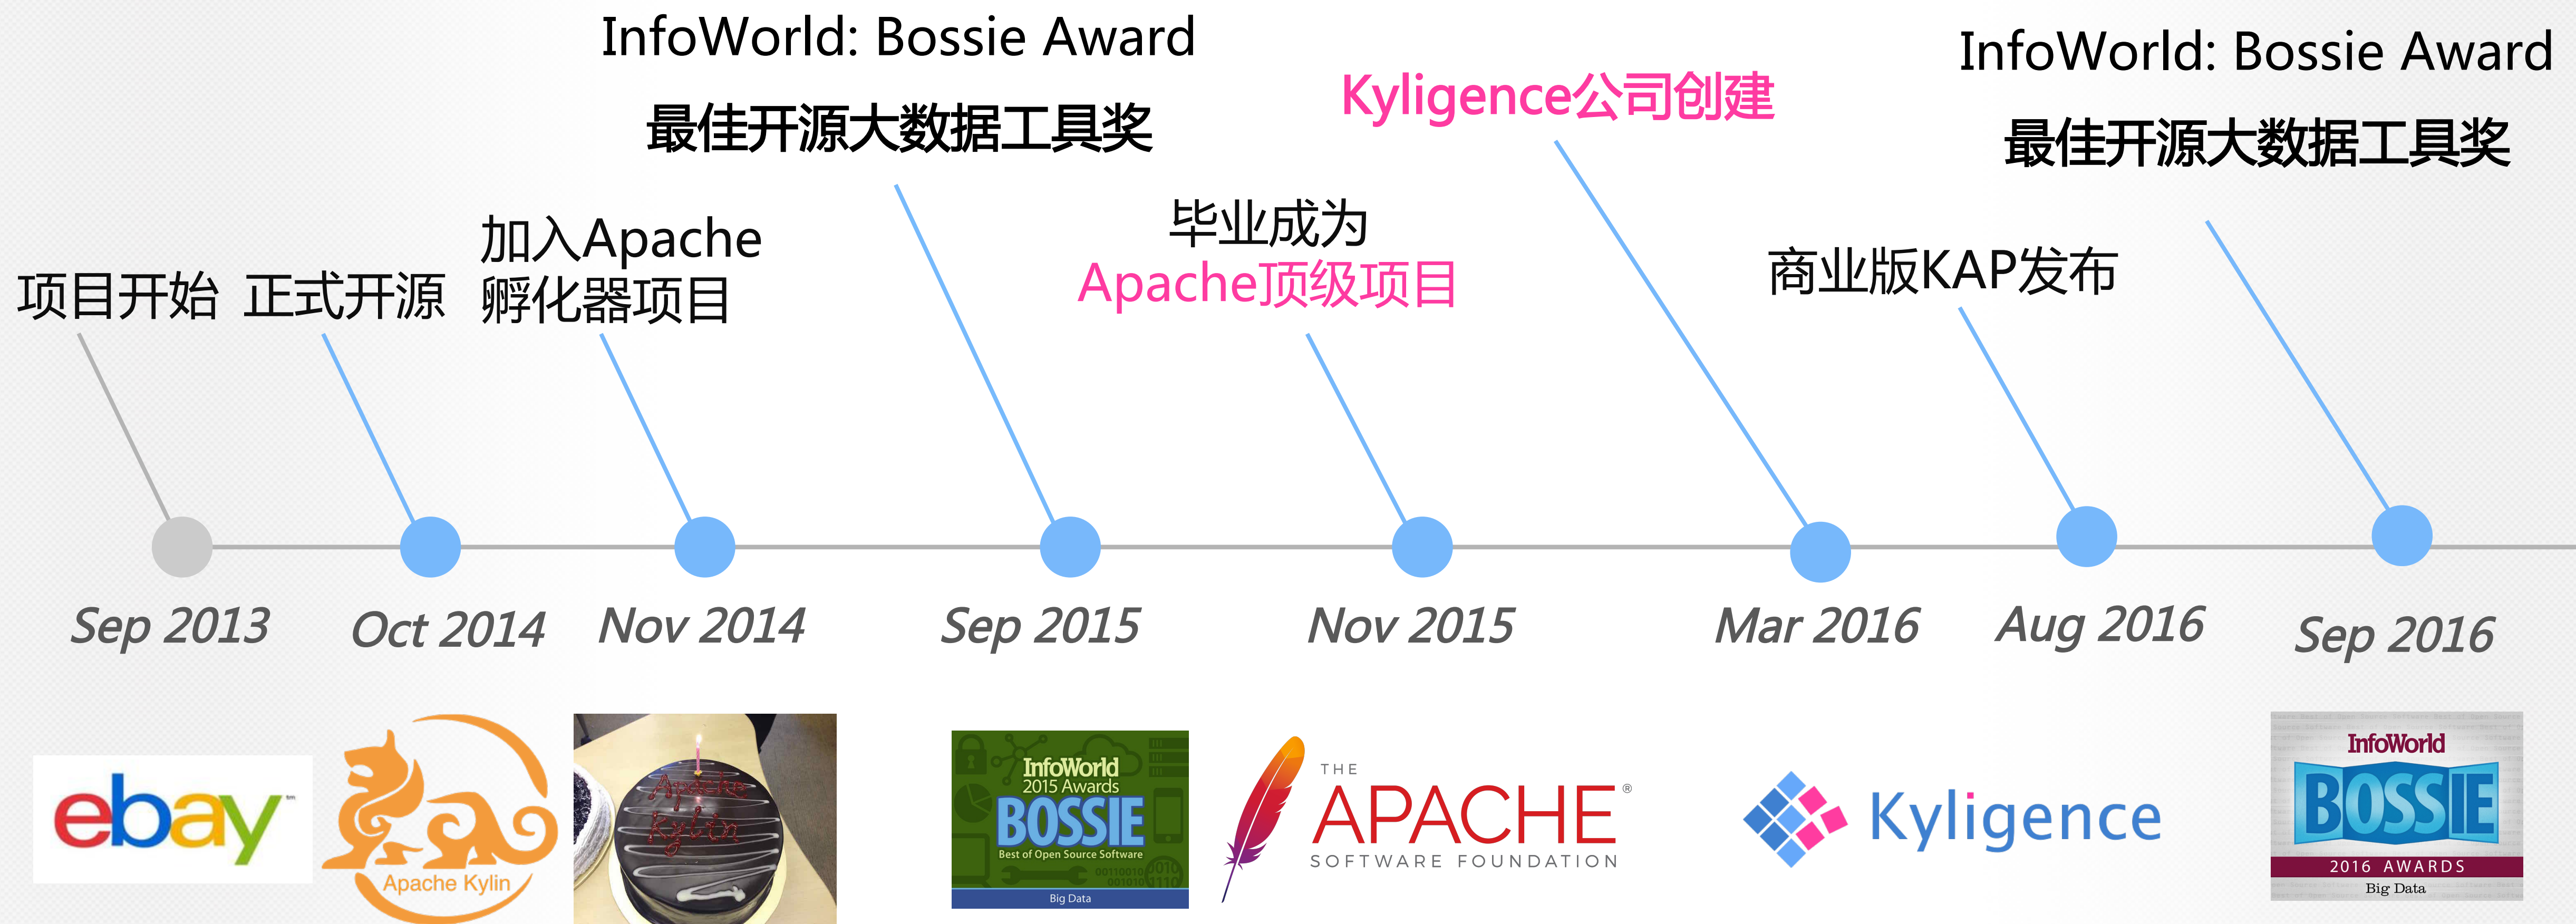 InfoWorld: Bossie Award
最佳开源大数据工具奖
Kyligence公司创建
InfoWorld: Bossie Award
最佳开源大数据工具奖
项目开始
正式开源
加入Apache
孵化器项目
毕业成为
Apache顶级项目
商业版KAP发布
Sep 2013
Oct 2014
Nov 2014
Sep 2015
Nov 2015
Mar 2016
Aug 2016
Sep 2016
ebay™
Apache Kylin
Apache
Kylin
InfoWorld
2015 Awards
BOSSIE
Best of Open Source Software
Big Data
THE
APACHE®
SOFTWARE FOUNDATION
Kyligence
InfoWorld
BOSSIE
2016 AWARDS
Big Data